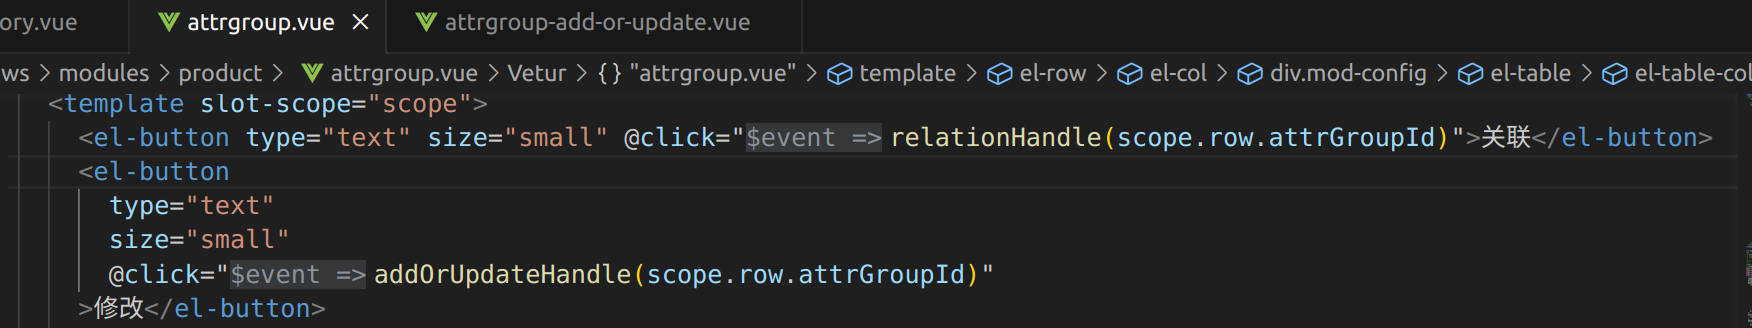 ory.vue attrgroup.vue × attrgroup-add-or-update.vue
ws > modules > product > attrgroup.vue > Vetur > {} "attrgroup.vue" > template > el-row > el-col > div.mod-config > el-table > el-table-col
<template slot-scope="scope">
<el-button type="text" size="small" @click="$event => relationHandle(scope.row.attrGroupId)">关联</el-button>
<el-button
type="text"
size="small"
@click="$event => addOrUpdateHandle(scope.row.attrGroupId)"
>修改</el-button>